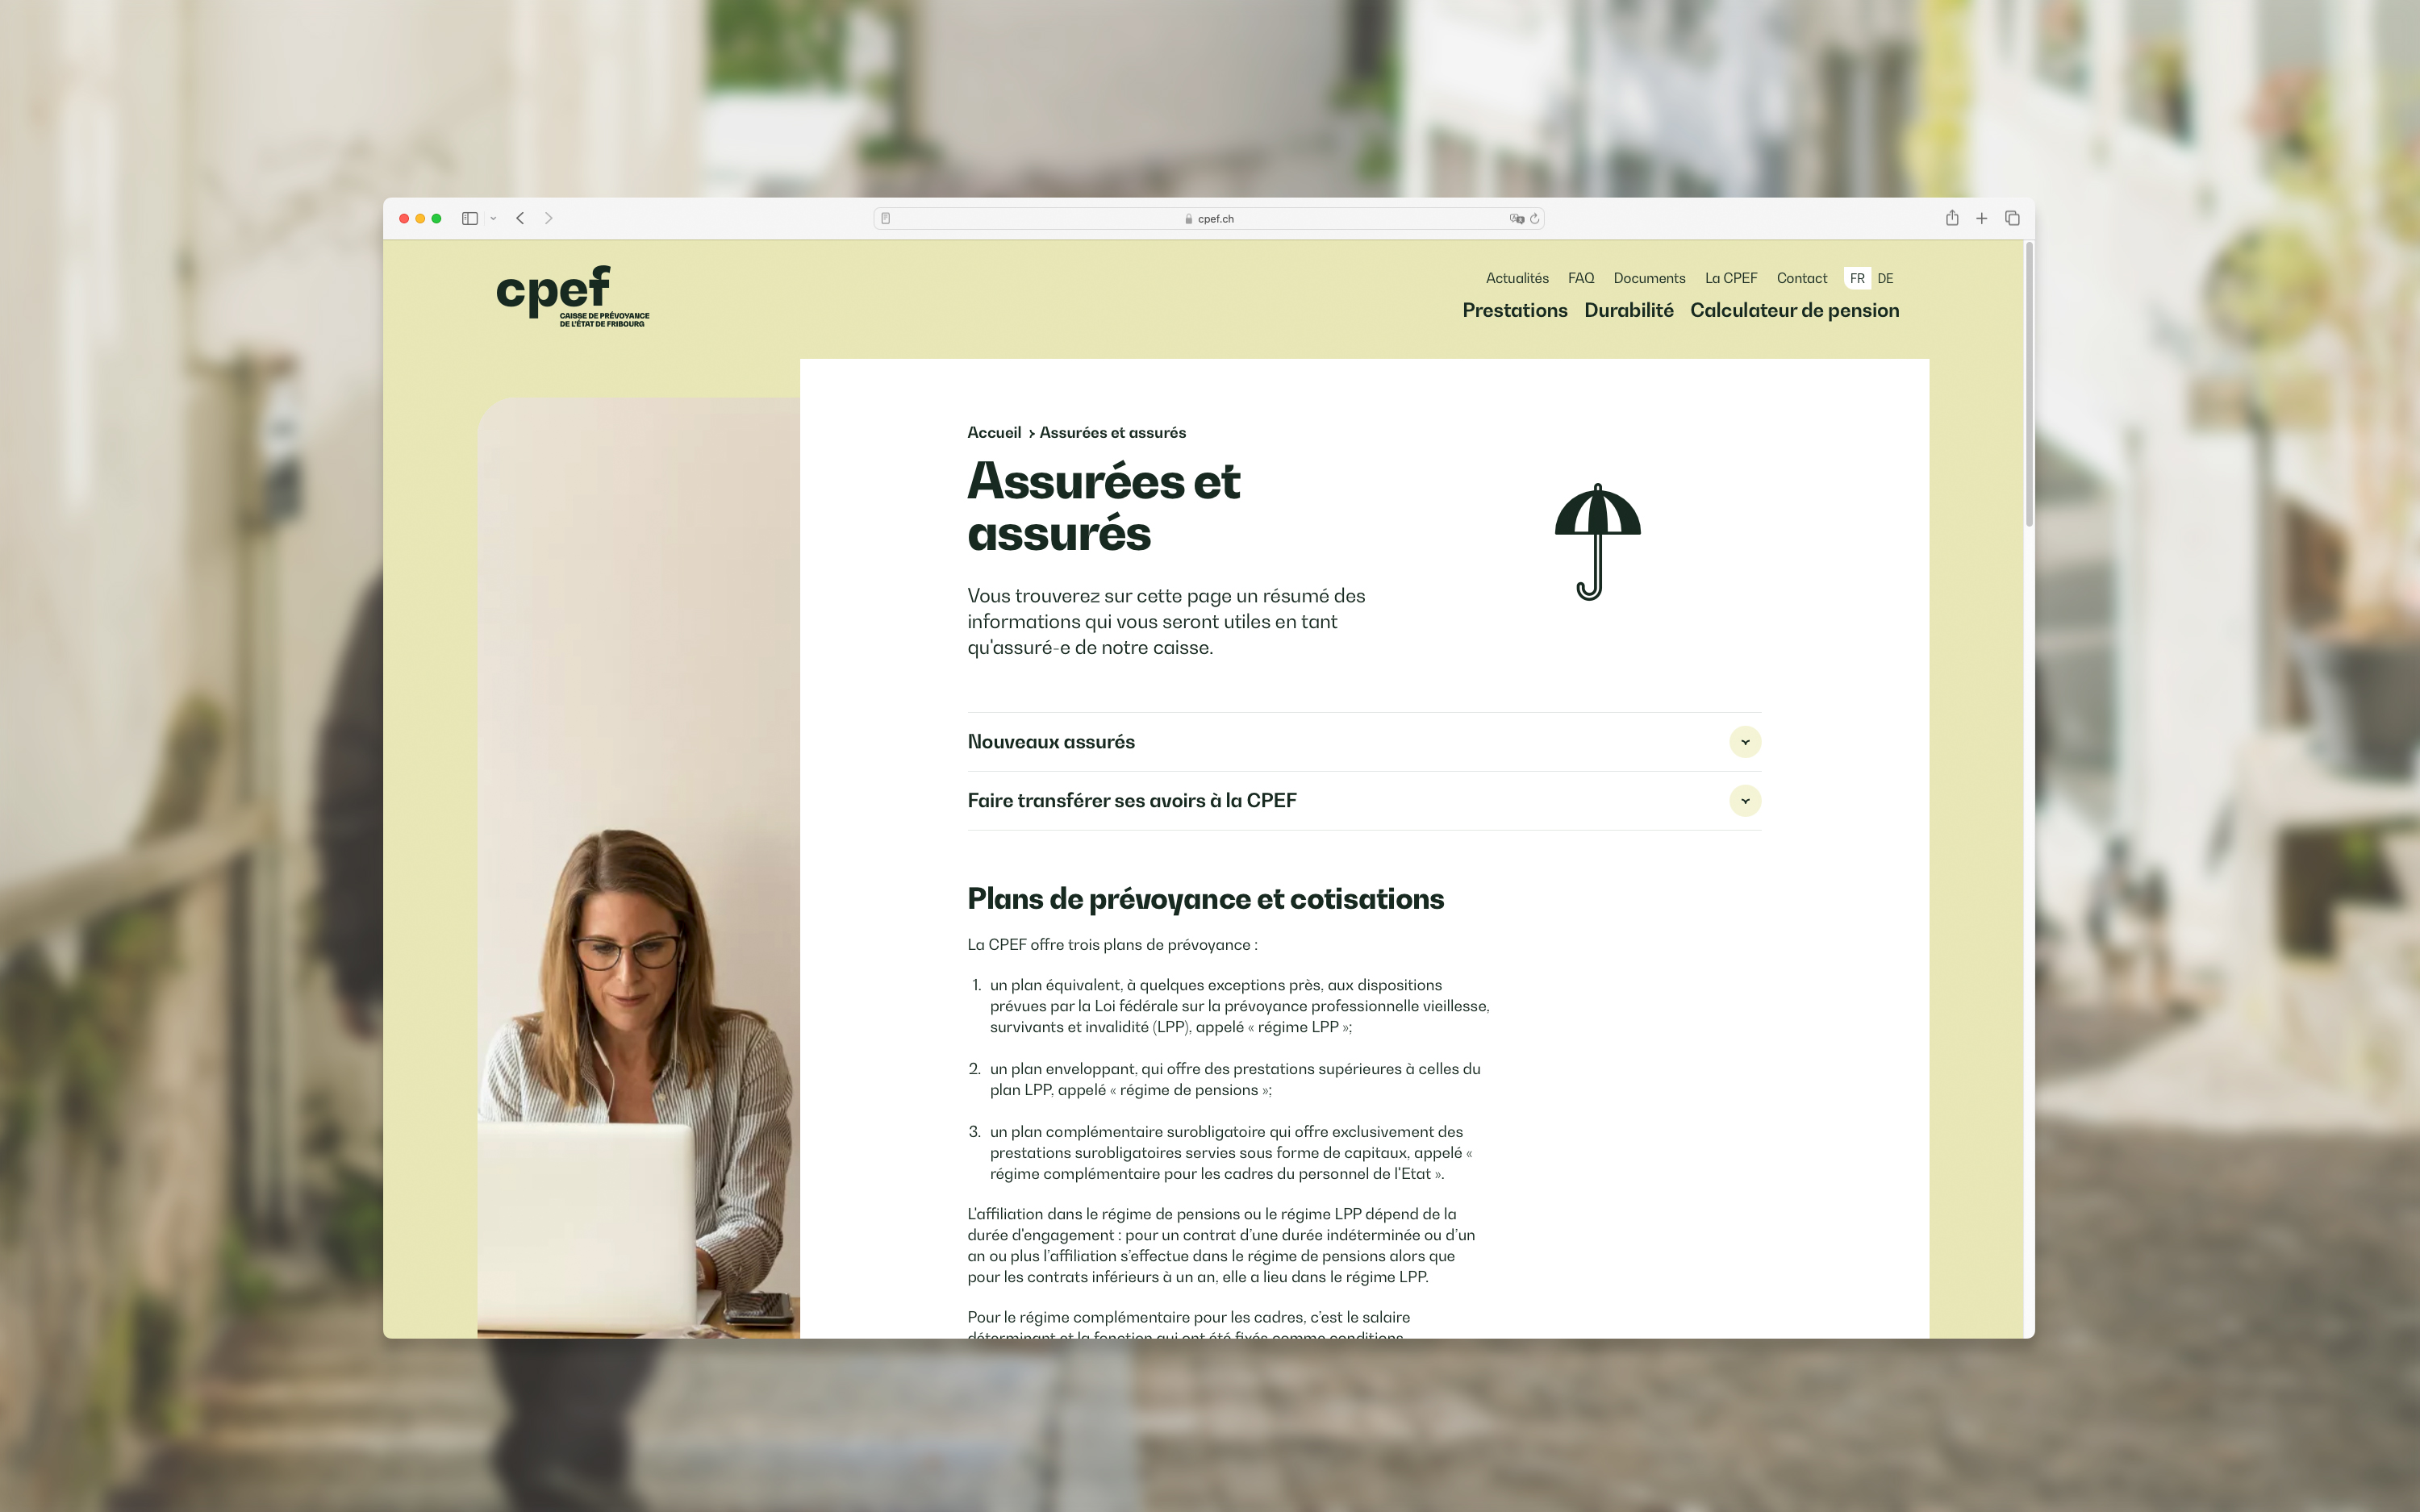 cpef.ch
cpef
CAISSE DE PRÉVOYANCE
DE L'ÉTAT DE FRIBOURG
Actualités FAQ Documents La CPEF Contact FR DE
Prestations Durabilité Calculateur de pension
Accueil › Assurées et assurés
Assurées et
assurés
Vous trouverez sur cette page un résumé des
informations qui vous seront utiles en tant
qu'assuré-e de notre caisse.
Nouveaux assurés
Faire transférer ses avoirs à la CPEF
Plans de prévoyance et cotisations
La CPEF offre trois plans de prévoyance :
1. un plan équivalent, à quelques exceptions près, aux dispositions
prévues par la Loi fédérale sur la prévoyance professionnelle vieillesse,
survivants et invalidité (LPP), appelé « régime LPP »;
2. un plan enveloppant, qui offre des prestations supérieures à celles du
plan LPP, appelé « régime de pensions »;
3. un plan complémentaire surobligatoire qui offre exclusivement des
prestations surobligatoires servies sous forme de capitaux, appelé «
régime complémentaire pour les cadres du personnel de l'Etat ».
L'affiliation dans le régime de pensions ou le régime LPP dépend de la
durée d'engagement : pour un contrat d’une durée indéterminée ou d’un
an ou plus l’affiliation s’effectue dans le régime de pensions alors que
pour les contrats inférieurs à un an, elle a lieu dans le régime LPP.
Pour le régime complémentaire pour les cadres, c’est le salaire
déterminant et la fonction qui ont été fixés comme conditions